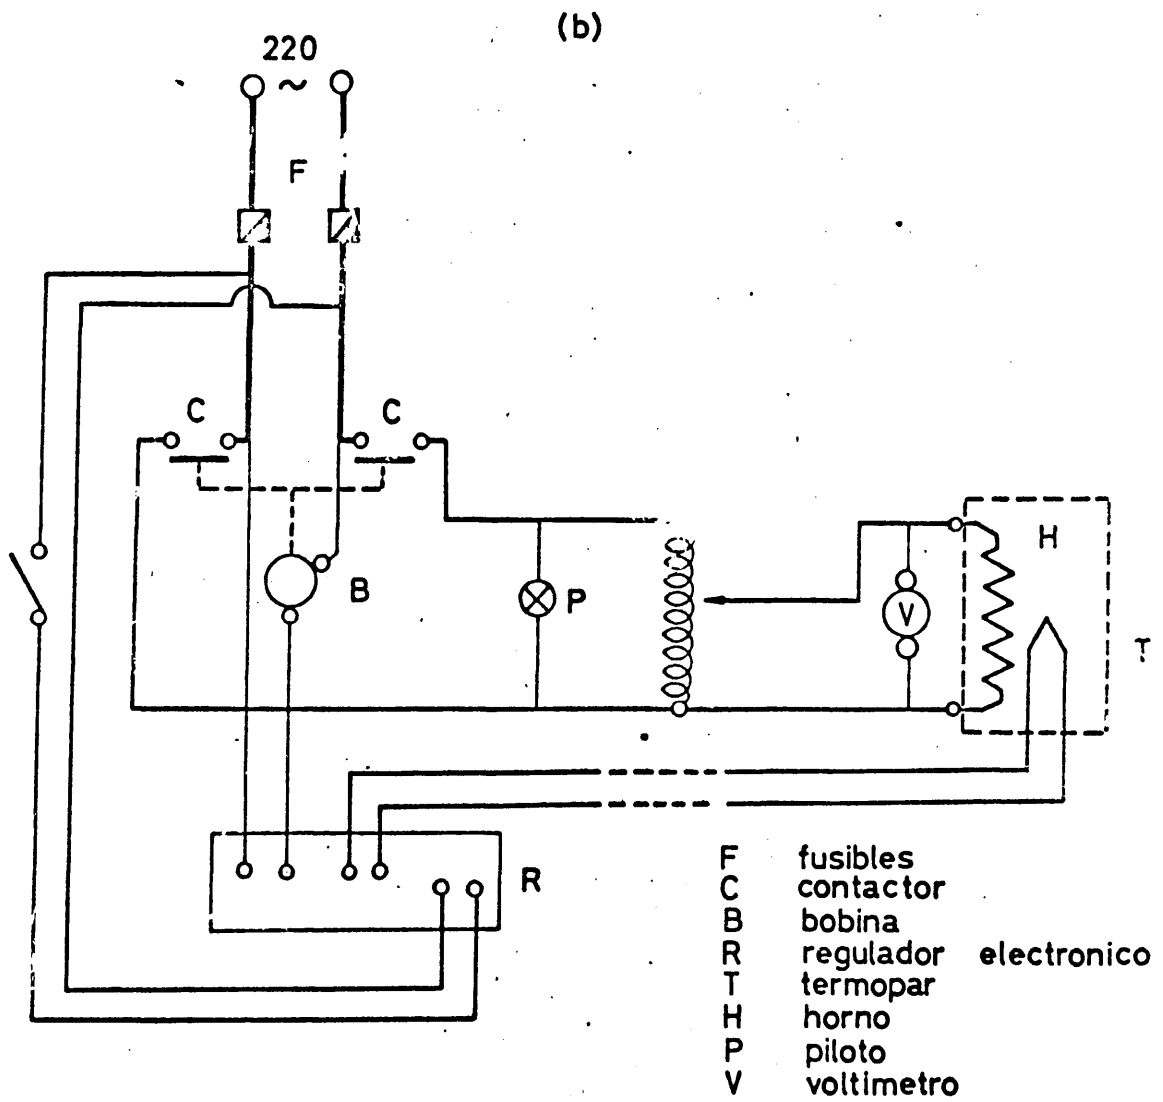 (b)
220
~
F
C
C
B
P
V
H
T
R
F fusibles
C contactor
B bobina
R regulador electronico
T termopar
H horno
P piloto
V voltimetro